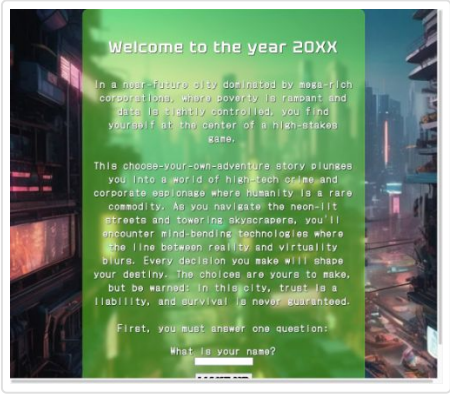 Welcome to the year 20XX
In a near-future city dominated by mega-rich
corporations, where poverty is rampant and
data is tightly controlled, you find
yourself at the center of a high-stakes
game.
This choose-your-own-adventure story plunges
you into a world of high-tech crime and
corporate espionage where humanity is a rare
commodity. As you navigate the neon-lit
streets and towering skyscrapers, you'll
encounter mind-bending technologies where
the line between reality and virtuality
blurs. Every decision you make will shape
your destiny. The choices are yours to make,
but be warned: in this city, trust is a
liability, and survival is never guaranteed.
First, you must answer one question:
What is your name?